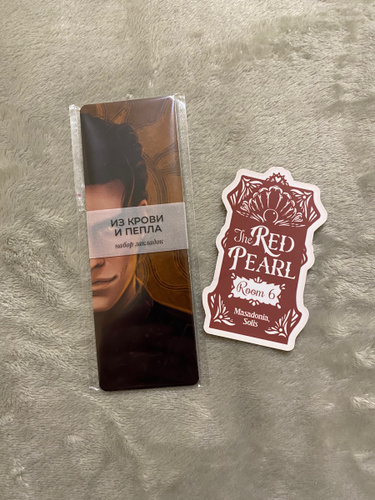 ИЗ КРОВИ
И ПЕПЛА
набор закладок
The RED
PEARL
Room 6
Masadonia,
Solis